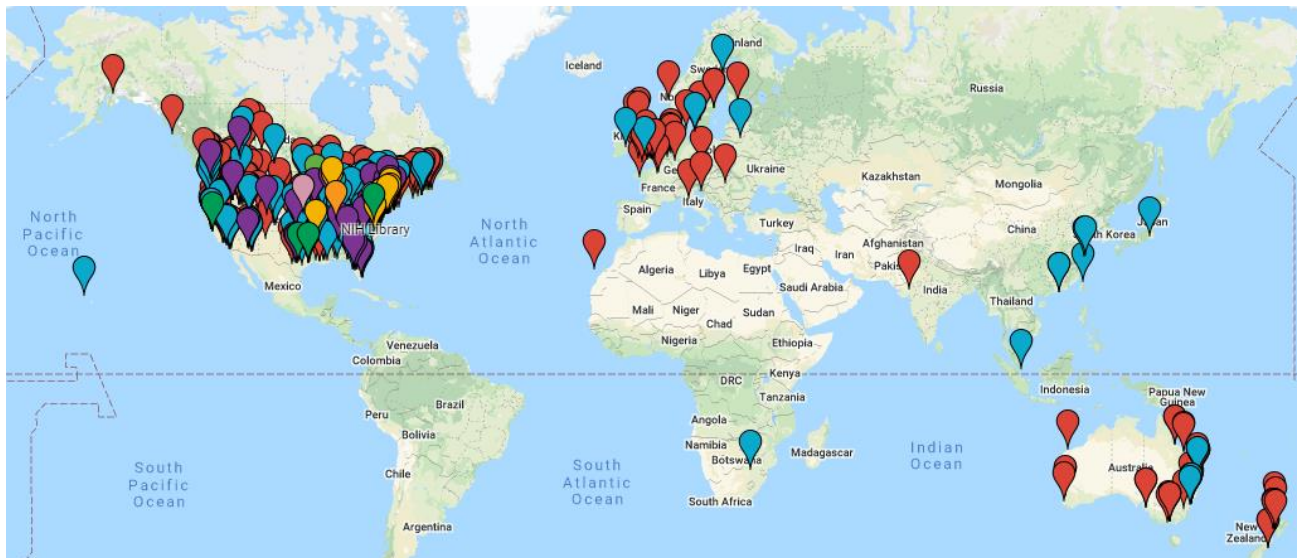 Iceland
Russia
Ukraine
France
Italy
Spain
Turkey
Kazakhstan
Mongolia
China
Japan
North
Pacific
Ocean
NIH Library
North
Atlantic
Ocean
Mexico
Algeria
Libya
Egypt
Iraq
Iran
Afghanistan
Saudi Arabia
India
Thailand
Mali
Niger
Chad
Sudan
Nigeria
Ethiopia
Venezuela
Colombia
DRC
Kenya
Tanzania
Indonesia
Papua New
Guinea
Peru
Brazil
Bolivia
Angola
Namibia
Botswana
Madagascar
Indian
Ocean
Australia
South
Pacific
Ocean
Chile
South
Atlantic
Ocean
South Africa
Argentina
New
Zealand